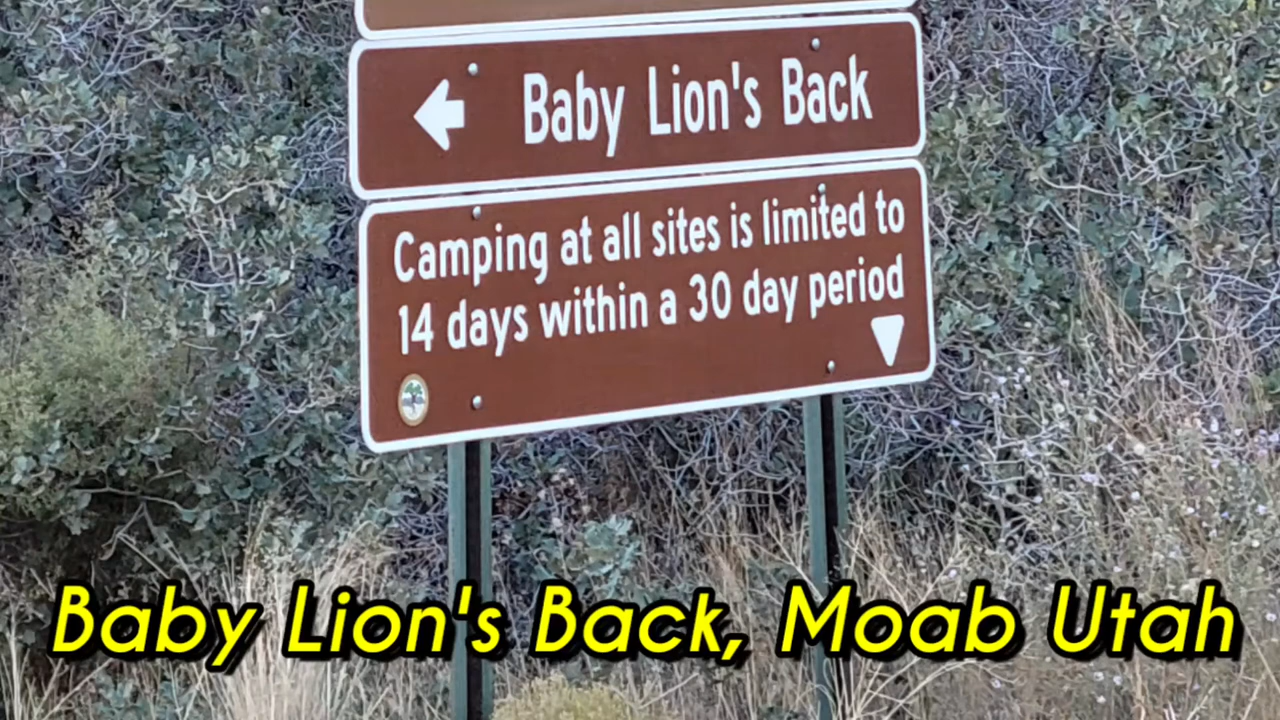 Baby Lion's Back
Camping at all sites is limited to
14 days within a 30 day period
Baby Lion's Back, Moab Utah